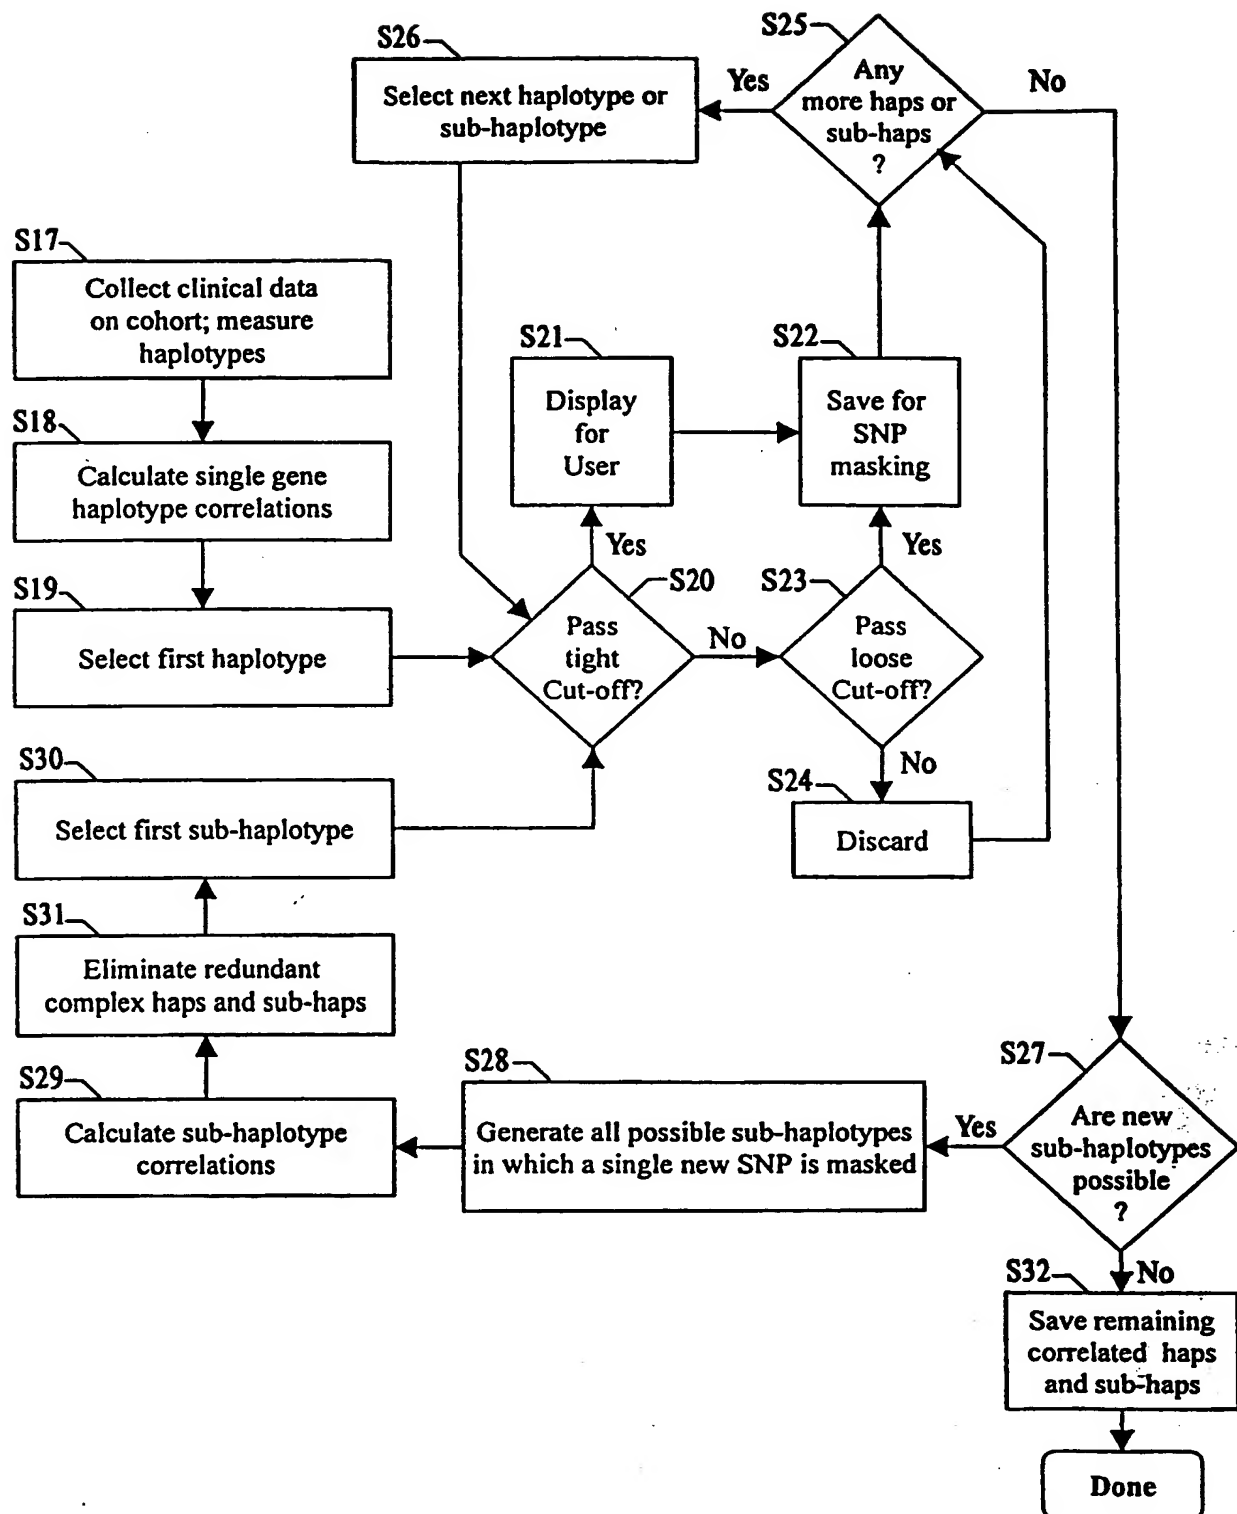 S26
Select next haplotype or
sub-haplotype
S25
Any
more haps or
sub-haps
?
Yes
No
S17
Collect clinical data
on cohort; measure
haplotypes
S18
Calculate single gene
haplotype correlations
S19
Select first haplotype
S21
Display
for
User
S22
Save for
SNP
masking
Yes
Yes
S20
Pass
tight
Cut-off?
No
S23
Pass
loose
Cut-off?
No
S24
Discard
S30
Select first sub-haplotype
S31
Eliminate redundant
complex haps and sub-haps
S29
Calculate sub-haplotype
correlations
S28
Generate all possible sub-haplotypes
in which a single new SNP is masked
Yes
S27
Are new
sub-haplotypes
possible
?
No
S32
Save remaining
correlated haps
and sub-haps
Done